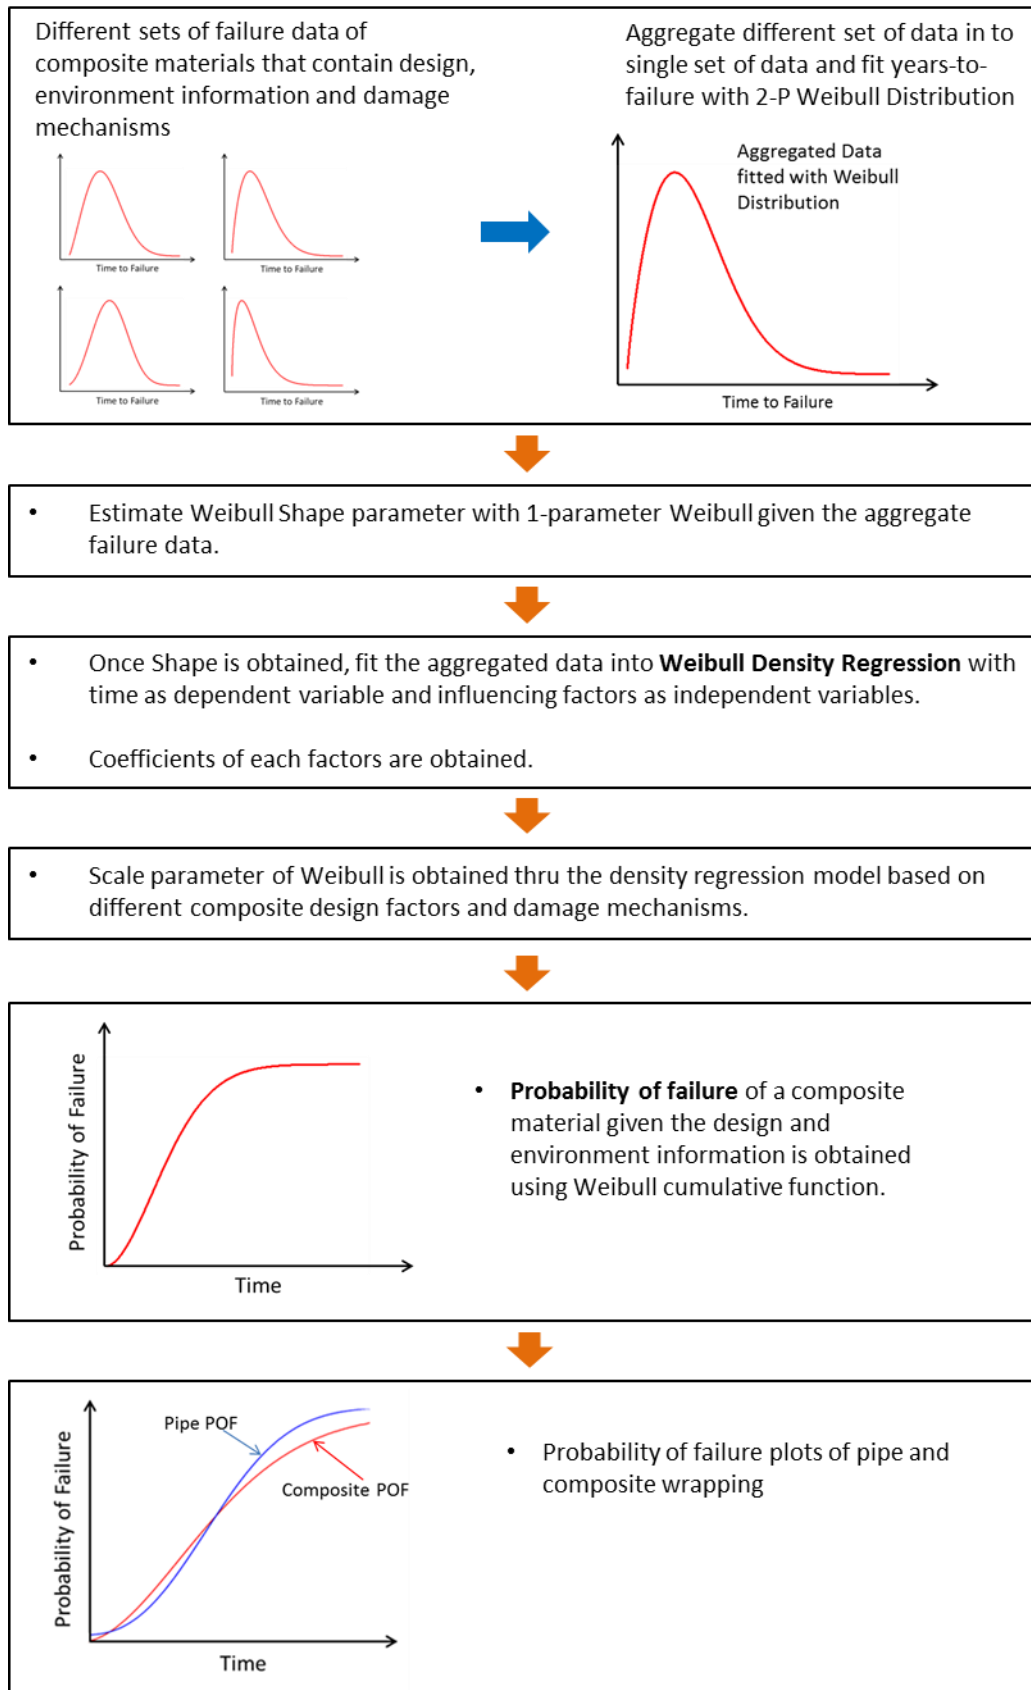 Different sets of failure data of
composite materials that contain design,
environment information and damage
mechanisms
Time to Failure
Time to Failure
Time to Failure
Time to Failure
Aggregate different set of data in to
single set of data and fit years-to-
failure with 2-P Weibull Distribution
Aggregated Data
fitted with Weibull
Distribution
Time to Failure
• Estimate Weibull Shape parameter with 1-parameter Weibull given the aggregate
failure data.
• Once Shape is obtained, fit the aggregated data into Weibull Density Regression with
time as dependent variable and influencing factors as independent variables.
• Coefficients of each factors are obtained.
• Scale parameter of Weibull is obtained thru the density regression model based on
different composite design factors and damage mechanisms.
Probability of Failure
Time
• Probability of failure of a composite
material given the design and
environment information is obtained
using Weibull cumulative function.
Probability of Failure
Pipe POF
Composite POF
Time
• Probability of failure plots of pipe and
composite wrapping